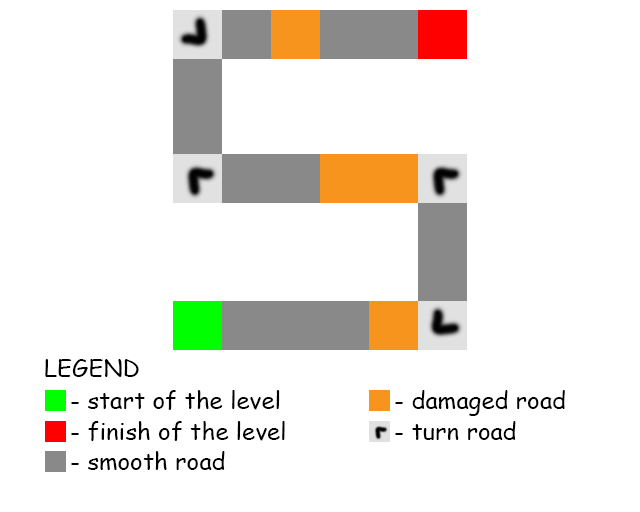 LEGEND
- start of the level
- damaged road
- finish of the level
- turn road
- smooth road